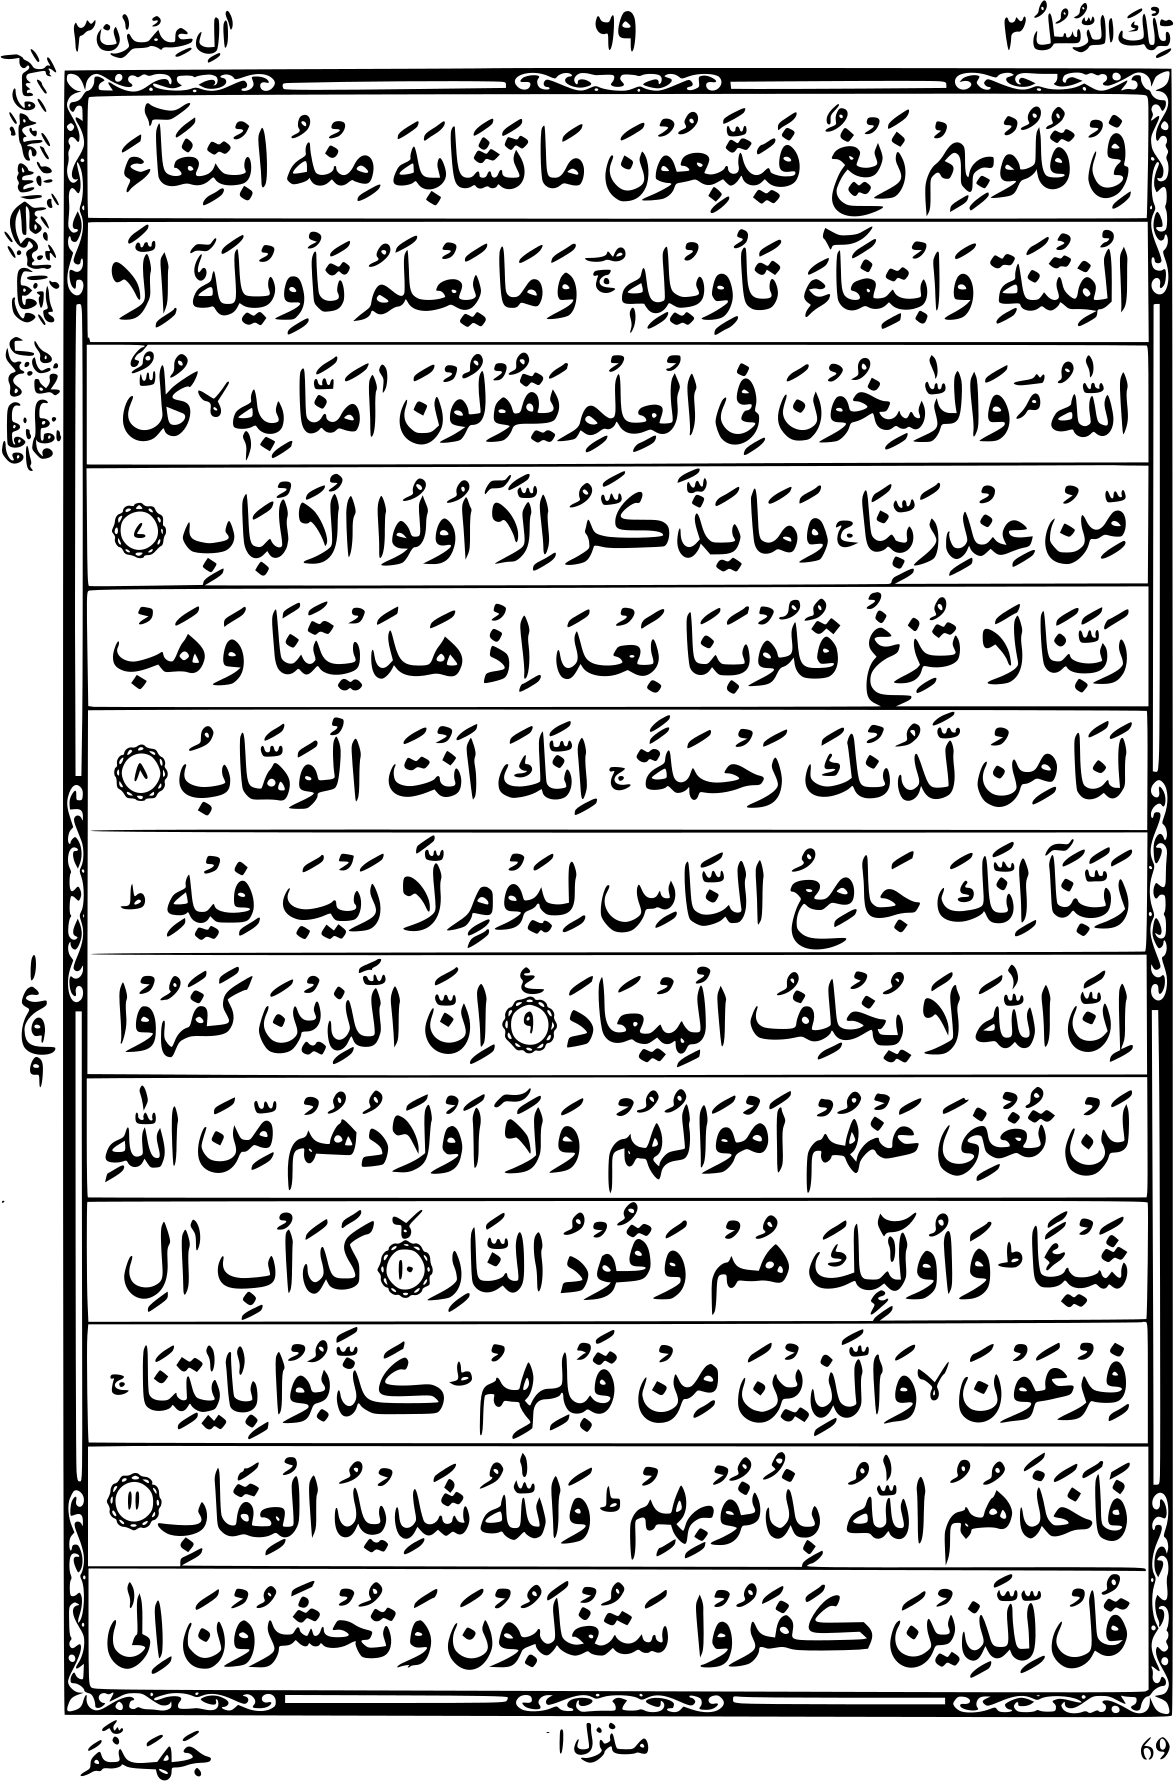 تِلْكَ الرُّسُلُ ٣
٦٩
اٰلِ عِمْرٰن ٣
فِیْ قُلُوْبِهِمْ زَیْغٌ فَیَتَّبِعُوْنَ مَا تَشَابَهَ مِنْهُ ابْتِغَآءَ
الْفِتْنَةِ وَابْتِغَآءَ تَاْوِیْلِهٖ ۚ وَمَا یَعْلَمُ تَاْوِیْلَهٗۤ اِلَّا
اللّٰهُ ۘ وَالرّٰسِخُوْنَ فِی الْعِلْمِ یَقُوْلُوْنَ اٰمَنَّا بِهٖ ۙ كُلٌّ
مِّنْ عِنْدِ رَبِّنَا ۚ وَمَا یَذَّكَّرُ اِلَّاۤ اُولُوا الْاَلْبَابِ ۝٧
رَبَّنَا لَا تُزِغْ قُلُوْبَنَا بَعْدَ اِذْ هَدَیْتَنَا وَهَبْ
لَنَا مِنْ لَّدُنْكَ رَحْمَةً ۚ اِنَّكَ اَنْتَ الْوَهَّابُ ۝٨
رَبَّنَاۤ اِنَّكَ جَامِعُ النَّاسِ لِیَوْمٍ لَّا رَیْبَ فِیْهِ ؕ
اِنَّ اللّٰهَ لَا یُخْلِفُ الْمِیْعَادَ ۝٩ ع اِنَّ الَّذِیْنَ كَفَرُوْا
لَنْ تُغْنِیَ عَنْهُمْ اَمْوَالُهُمْ وَلَاۤ اَوْلَادُهُمْ مِّنَ اللّٰهِ
شَیْـًٔا ؕ وَاُولٰٓئِكَ هُمْ وَقُوْدُ النَّارِ ۝١٠ ۙ كَدَاْبِ اٰلِ
فِرْعَوْنَ ۙ وَالَّذِیْنَ مِنْ قَبْلِهِمْ ؕ كَذَّبُوْا بِاٰیٰتِنَا ۚ
فَاَخَذَهُمُ اللّٰهُ بِذُنُوْبِهِمْ ؕ وَاللّٰهُ شَدِیْدُ الْعِقَابِ ۝١١
قُلْ لِّلَّذِیْنَ كَفَرُوْا سَتُغْلَبُوْنَ وَتُحْشَرُوْنَ اِلٰی
وقف النبی صلی اللہ علیہ وسلم
وقف لازم
وقف منزل
ع
٩
69
منزل ١
جَهَنَّمَ